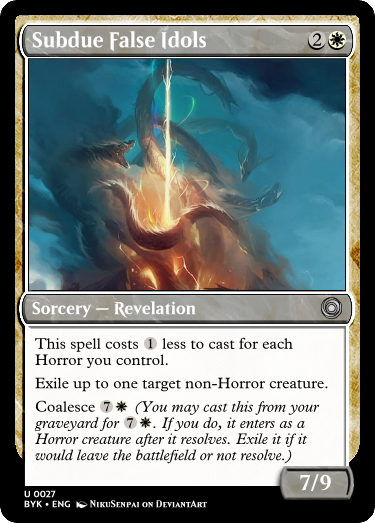 Subdue False Idols 2
Sorcery — Revelation
This spell costs 1 less to cast for each
Horror you control.
Exile up to one target non-Horror creature.
Coalesce 7 (You may cast this from your
graveyard for 7. If you do, it enters as a
Horror creature after it resolves. Exile it if it
would leave the battlefield or not resolve.)
7/9
U 0027
BYK • ENG NikuSenpai on DeviantArt